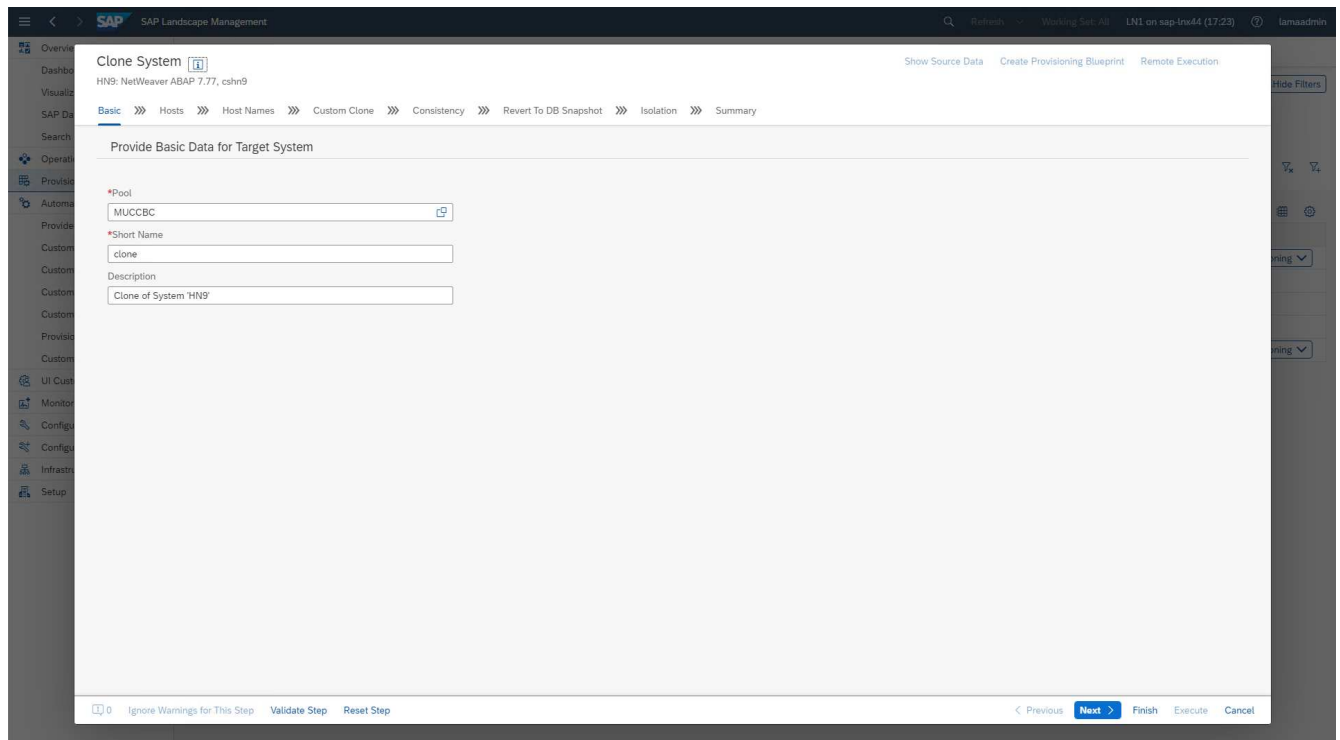 SAP SAP Landscape Management Refresh Working Set: All LN1 on sap-lnx44 (17:23) lamaadmin
Overvie
Dashbo
Visualiz
SAP Da
Search
Operati
Provisio
Automa
Provide
Custom
Custom
Custom
Custom
Provisio
Custom
UI Cust
Monitor
Configu
Configu
Infrastru
Setup
Hide Filters
oning
oning
Clone System
Show Source Data Create Provisioning Blueprint Remote Execution
HN9: NetWeaver ABAP 7.77, cshn9
Basic Hosts Host Names Custom Clone Consistency Revert To DB Snapshot Isolation Summary
Provide Basic Data for Target System
*Pool
MUCCBC
*Short Name
clone
Description
Clone of System 'HN9'
0 Ignore Warnings for This Step Validate Step Reset Step < Previous Next > Finish Execute Cancel